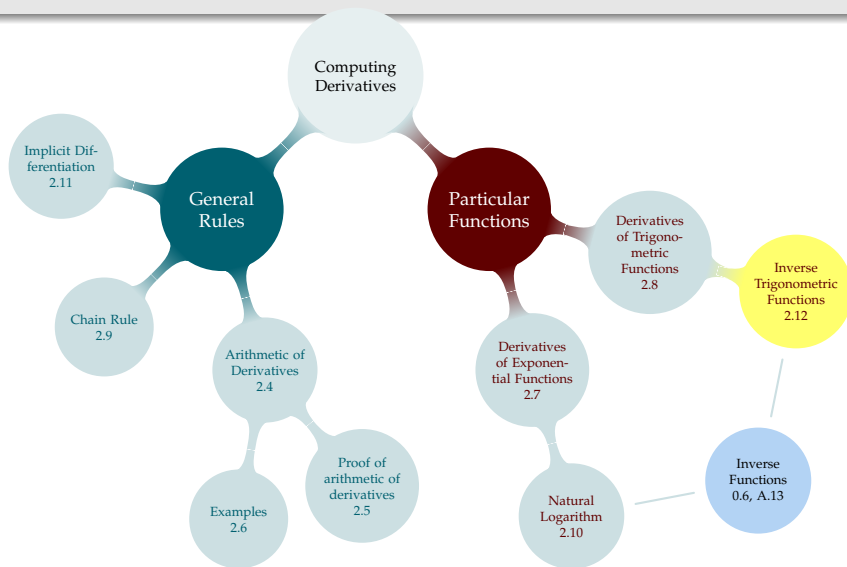 Computing
Derivatives
Implicit Dif-
ferentiation
2.11
General
Rules
Particular
Functions
Derivatives
of Trigono-
metric
Functions
2.8
Inverse
Trigonometric
Functions
2.12
Chain Rule
2.9
Arithmetic of
Derivatives
2.4
Derivatives
of Exponen-
tial Functions
2.7
Examples
2.6
Proof of
arithmetic of
derivatives
2.5
Natural
Logarithm
2.10
Inverse
Functions
0.6, A.13